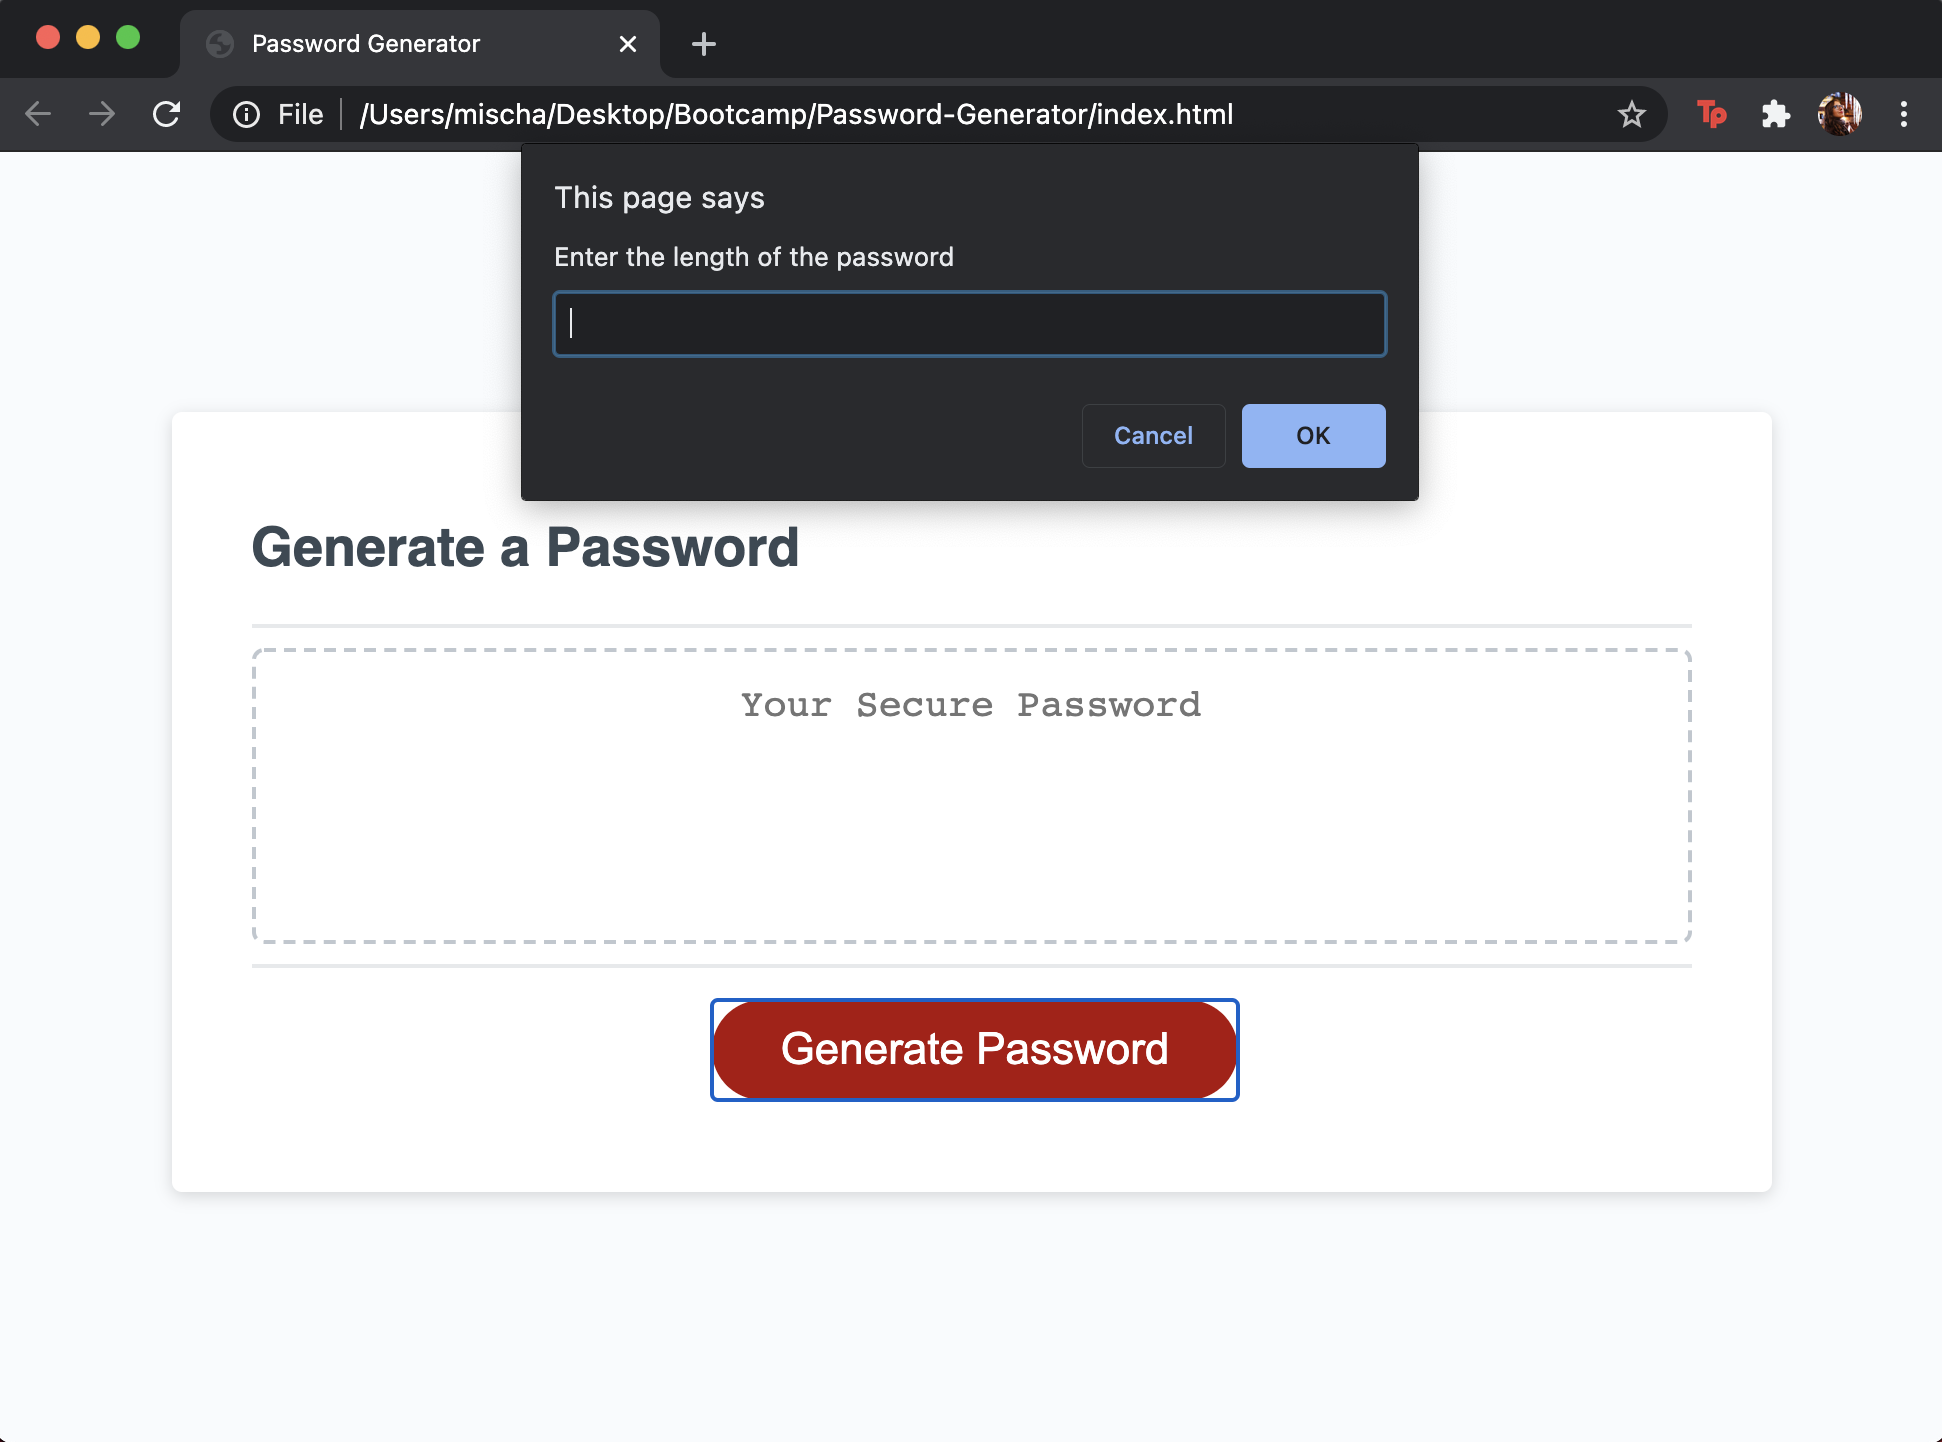 Password Generator
File /Users/mischa/Desktop/Bootcamp/Password-Generator/index.html
Tp
This page says
Enter the length of the password
Cancel OK
Generate a Password
Your Secure Password
Generate Password